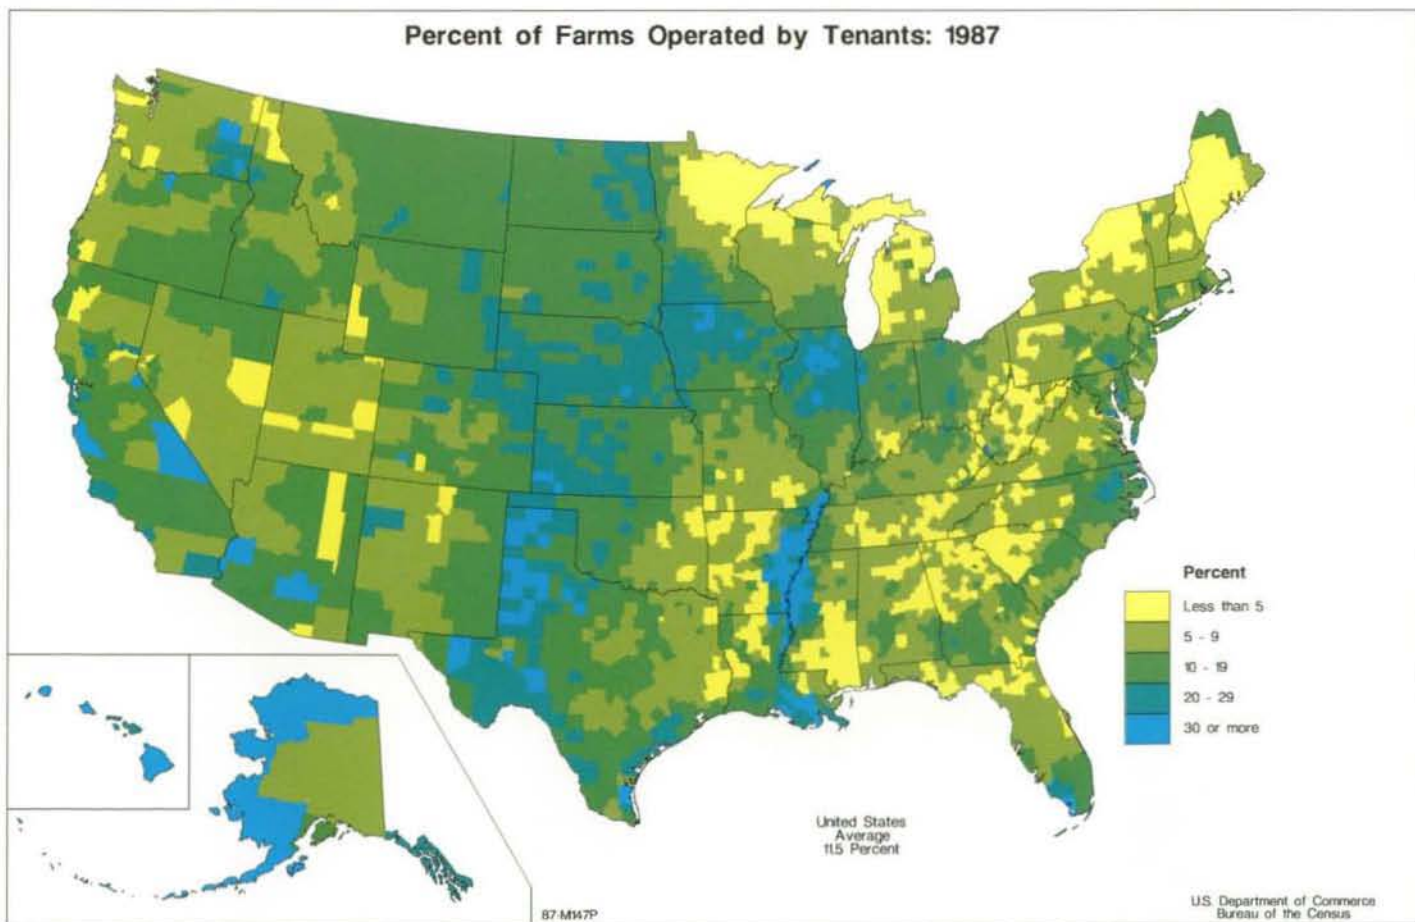 Percent of Farms Operated by Tenants: 1987
Percent
Less than 5
5 - 9
10 - 19
20 - 29
30 or more
United States
Average
11.5 Percent
87-M147P
U.S. Department of Commerce
Bureau of the Census